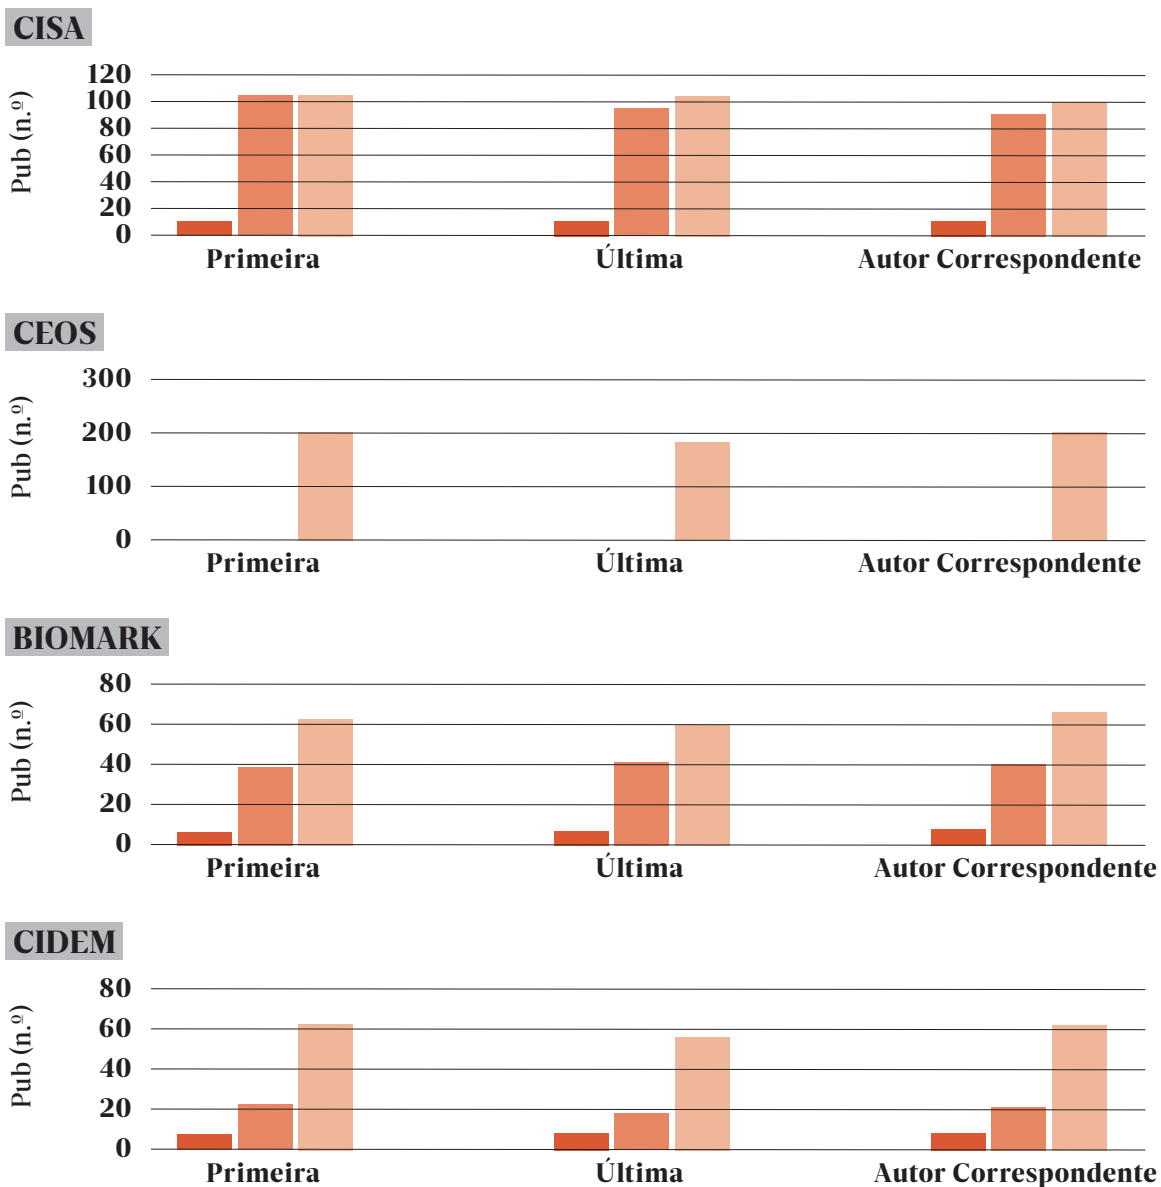 CISA
Pub (n.º)
120
100
80
60
40
20
0
Primeira Última Autor Correspondente
CEOS
Pub (n.º)
300
200
100
0
Primeira Última Autor Correspondente
BIOMARK
Pub (n.º)
80
60
40
20
0
Primeira Última Autor Correspondente
CIDEM
Pub (n.º)
80
60
40
20
0
Primeira Última Autor Correspondente